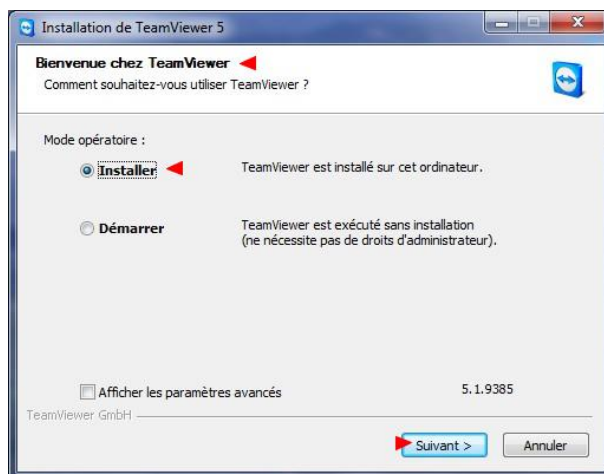 Installation de TeamViewer 5
Bienvenue chez TeamViewer
Comment souhaitez-vous utiliser TeamViewer ?
Mode opératoire :
Installer
TeamViewer est installé sur cet ordinateur.
Démarrer
TeamViewer est exécuté sans installation
(ne nécessite pas de droits d'administrateur).
Afficher les paramètres avancés
5.1.9385
TeamViewer GmbH
Suivant >
Annuler